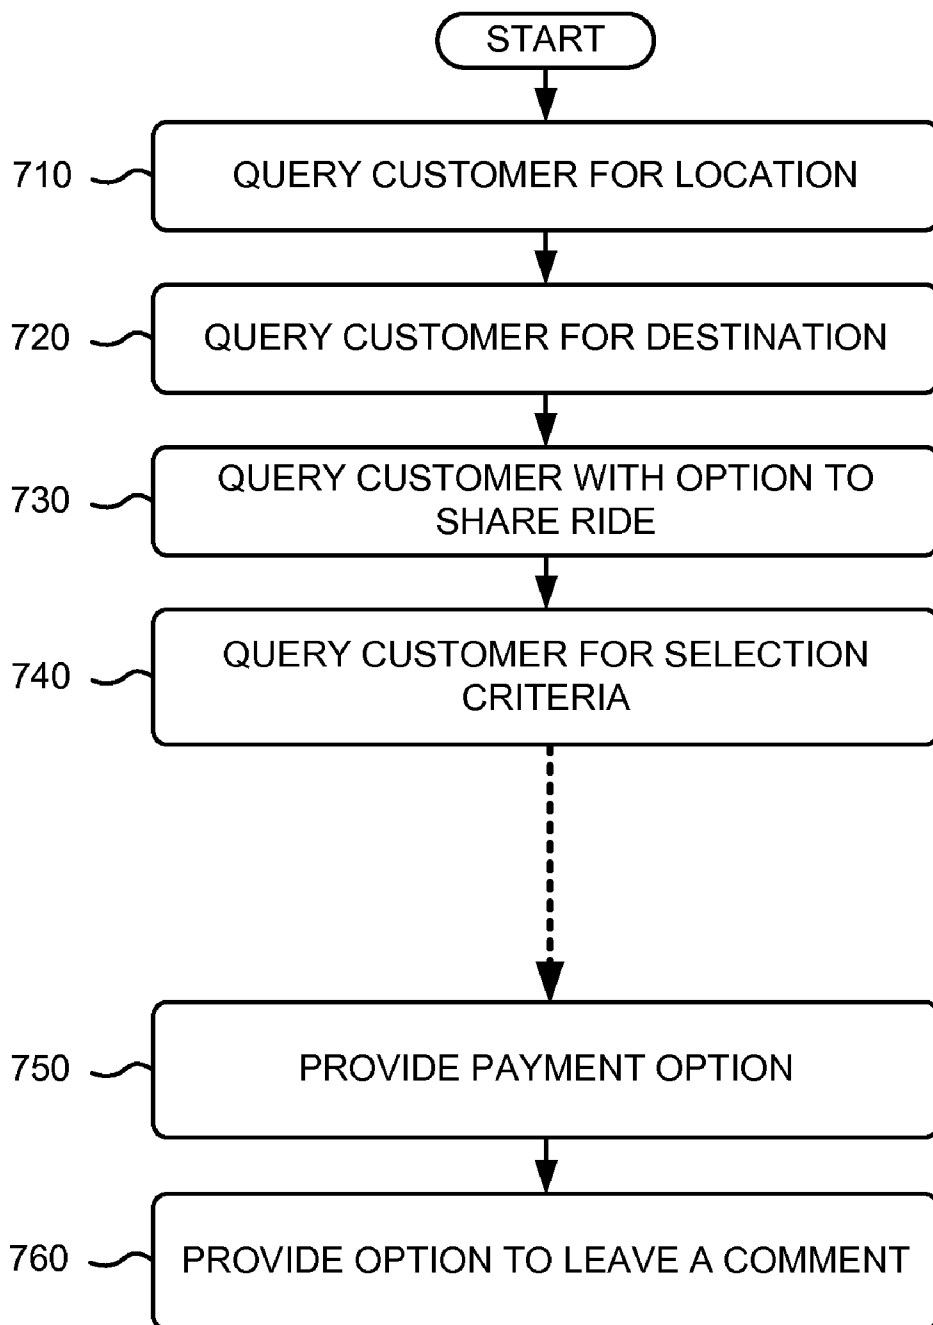 START
710
QUERY CUSTOMER FOR LOCATION
720
QUERY CUSTOMER FOR DESTINATION
730
QUERY CUSTOMER WITH OPTION TO
SHARE RIDE
740
QUERY CUSTOMER FOR SELECTION
CRITERIA
750
PROVIDE PAYMENT OPTION
760
PROVIDE OPTION TO LEAVE A COMMENT